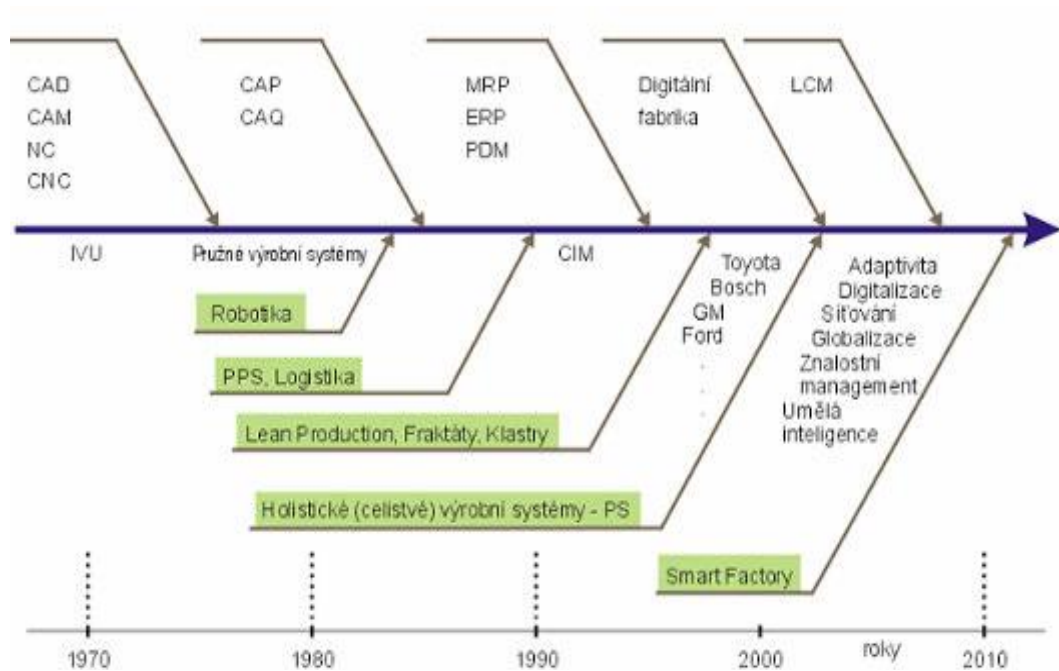 CAD
CAM
NC
CNC
CAP
CAQ
MRP
ERP
PDM
Digitální
fabrika
LCM
IVU
Pružné výrobní systémy
CIM
Toyota
Bosch
GM
Ford
.
.
.
Adaptivita
Digitalizace
Síťování
Globalizace
Znalostní
management
Umělá
inteligence
Robotika
PPS, Logistika
Lean Production, Fraktáty, Klastry
Holistické (celistvé) výrobní systémy - PS
Smart Factory
1970
1980
1990
2000
roky
2010